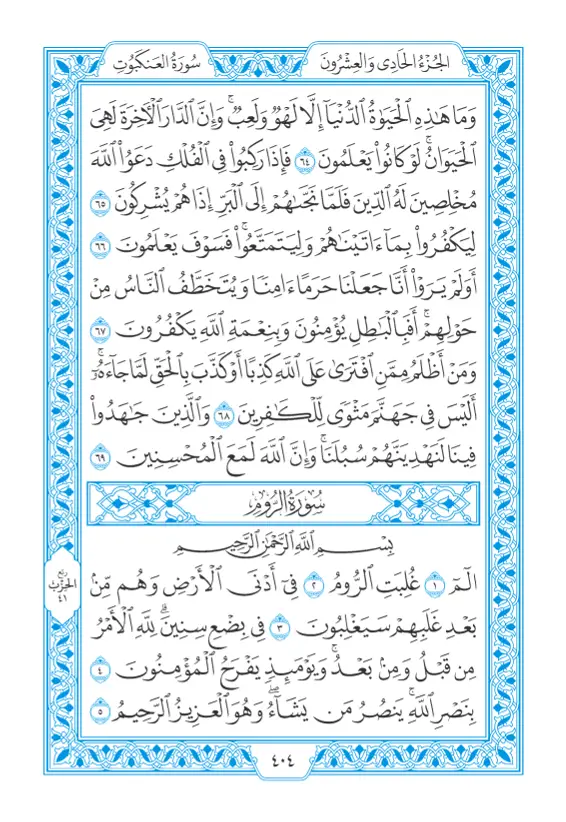 سُورَةُ العَنكَبُوتِ
الجُزْءُ الحَادِى وَالعِشْرُونَ
وَمَا هَٰذِهِ ٱلْحَيَوٰةُ ٱلدُّنْيَآ إِلَّا لَهْوٌ وَلَعِبٌ ۚ وَإِنَّ ٱلدَّارَ ٱلْأَخِرَةَ لَهِىَ
ٱلْحَيَوَانُ ۚ لَوْ كَانُوا۟ يَعْلَمُونَ ٦٤ فَإِذَا رَكِبُوا۟ فِى ٱلْفُلْكِ دَعَوُا۟ ٱللَّهَ
مُخْلِصِينَ لَهُ ٱلدِّينَ فَلَمَّا نَجَّىٰهُمْ إِلَى ٱلْبَرِّ إِذَا هُمْ يُشْرِكُونَ ٦٥
لِيَكْفُرُوا۟ بِمَآ ءَاتَيْنَٰهُمْ وَلِيَتَمَتَّعُوا۟ ۖ فَسَوْفَ يَعْلَمُونَ ٦٦
أَوَلَمْ يَرَوْا۟ أَنَّا جَعَلْنَا حَرَمًا ءَامِنًا وَيُتَخَطَّفُ ٱلنَّاسُ مِنْ
حَوْلِهِمْ ۚ أَفَبِٱلْبَٰطِلِ يُؤْمِنُونَ وَبِنِعْمَةِ ٱللَّهِ يَكْفُرُونَ ٦٧
وَمَنْ أَظْلَمُ مِمَّنِ ٱفْتَرَىٰ عَلَى ٱللَّهِ كَذِبًا أَوْ كَذَّبَ بِٱلْحَقِّ لَمَّا جَآءَهُۥٓ ۚ
أَلَيْسَ فِى جَهَنَّمَ مَثْوًى لِّلْكَٰفِرِينَ ٦٨ وَٱلَّذِينَ جَٰهَدُوا۟
فِينَا لَنَهْدِيَنَّهُمْ سُبُلَنَا ۚ وَإِنَّ ٱللَّهَ لَمَعَ ٱلْمُحْسِنِينَ ٦٩
سُورَةُ الرُّومِ
بِسْمِ ٱللَّهِ ٱلرَّحْمَٰنِ ٱلرَّحِيمِ
الٓمٓ ١ غُلِبَتِ ٱلرُّومُ ٢ فِىٓ أَدْنَى ٱلْأَرْضِ وَهُم مِّنۢ
بَعْدِ غَلَبِهِمْ سَيَغْلِبُونَ ٣ فِى بِضْعِ سِنِينَ ۗ لِلَّهِ ٱلْأَمْرُ
مِن قَبْلُ وَمِنۢ بَعْدُ ۚ وَيَوْمَئِذٍ يَفْرَحُ ٱلْمُؤْمِنُونَ ٤
بِنَصْرِ ٱللَّهِ ۚ يَنصُرُ مَن يَشَآءُ ۖ وَهُوَ ٱلْعَزِيزُ ٱلرَّحِيمُ ٥
ربع
الحزب
٤١
٤٠٤